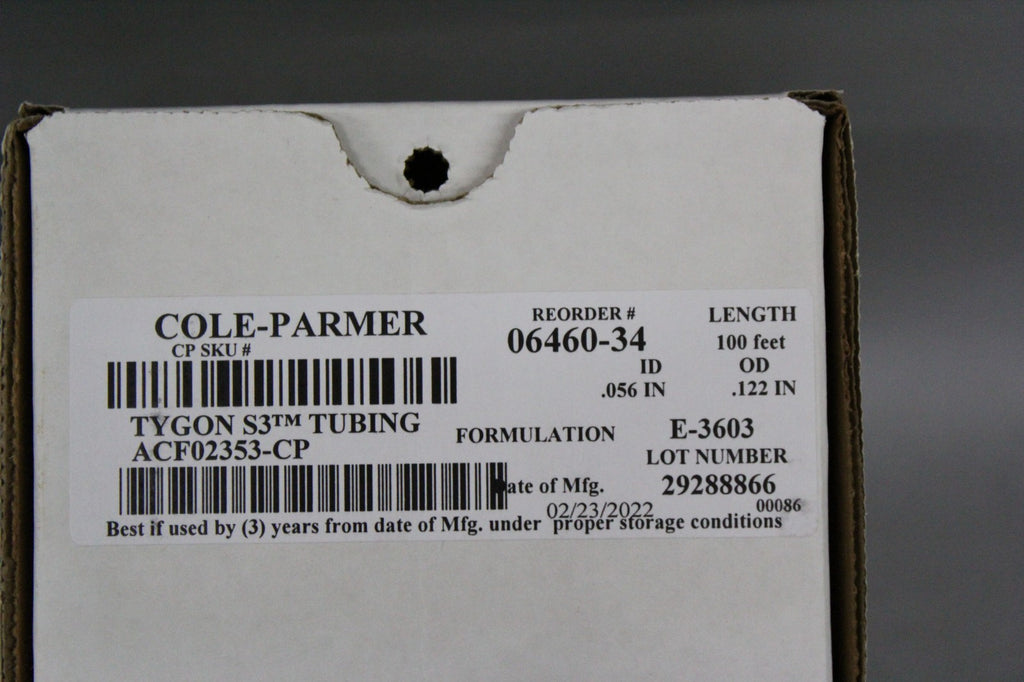 COLE-PARMER
CP SKU #
REORDER #
06460-34
LENGTH
100 feet
ID
.056 IN
OD
.122 IN
TYGON S3™ TUBING
ACF02353-CP
FORMULATION E-3603
LOT NUMBER
29288866
ate of Mfg.
02/23/2022
00086
Best if used by (3) years from date of Mfg. under proper storage conditions